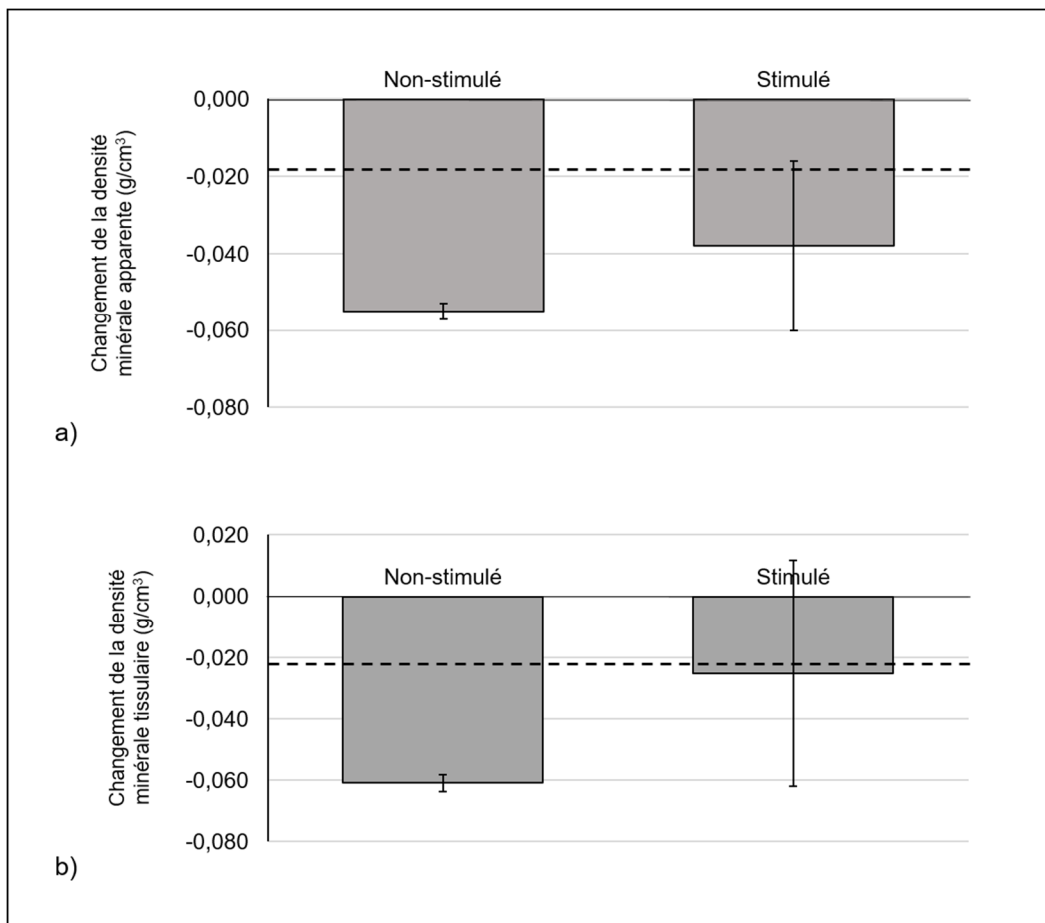 Non-stimulé Stimulé
0,000
-0,020
-0,040
-0,060
-0,080
Changement de la densité
minérale apparente (g/cm³)
a)
0,020
Non-stimulé Stimulé
0,000
-0,020
-0,040
-0,060
-0,080
Changement de la densité
minérale tissulaire (g/cm³)
b)